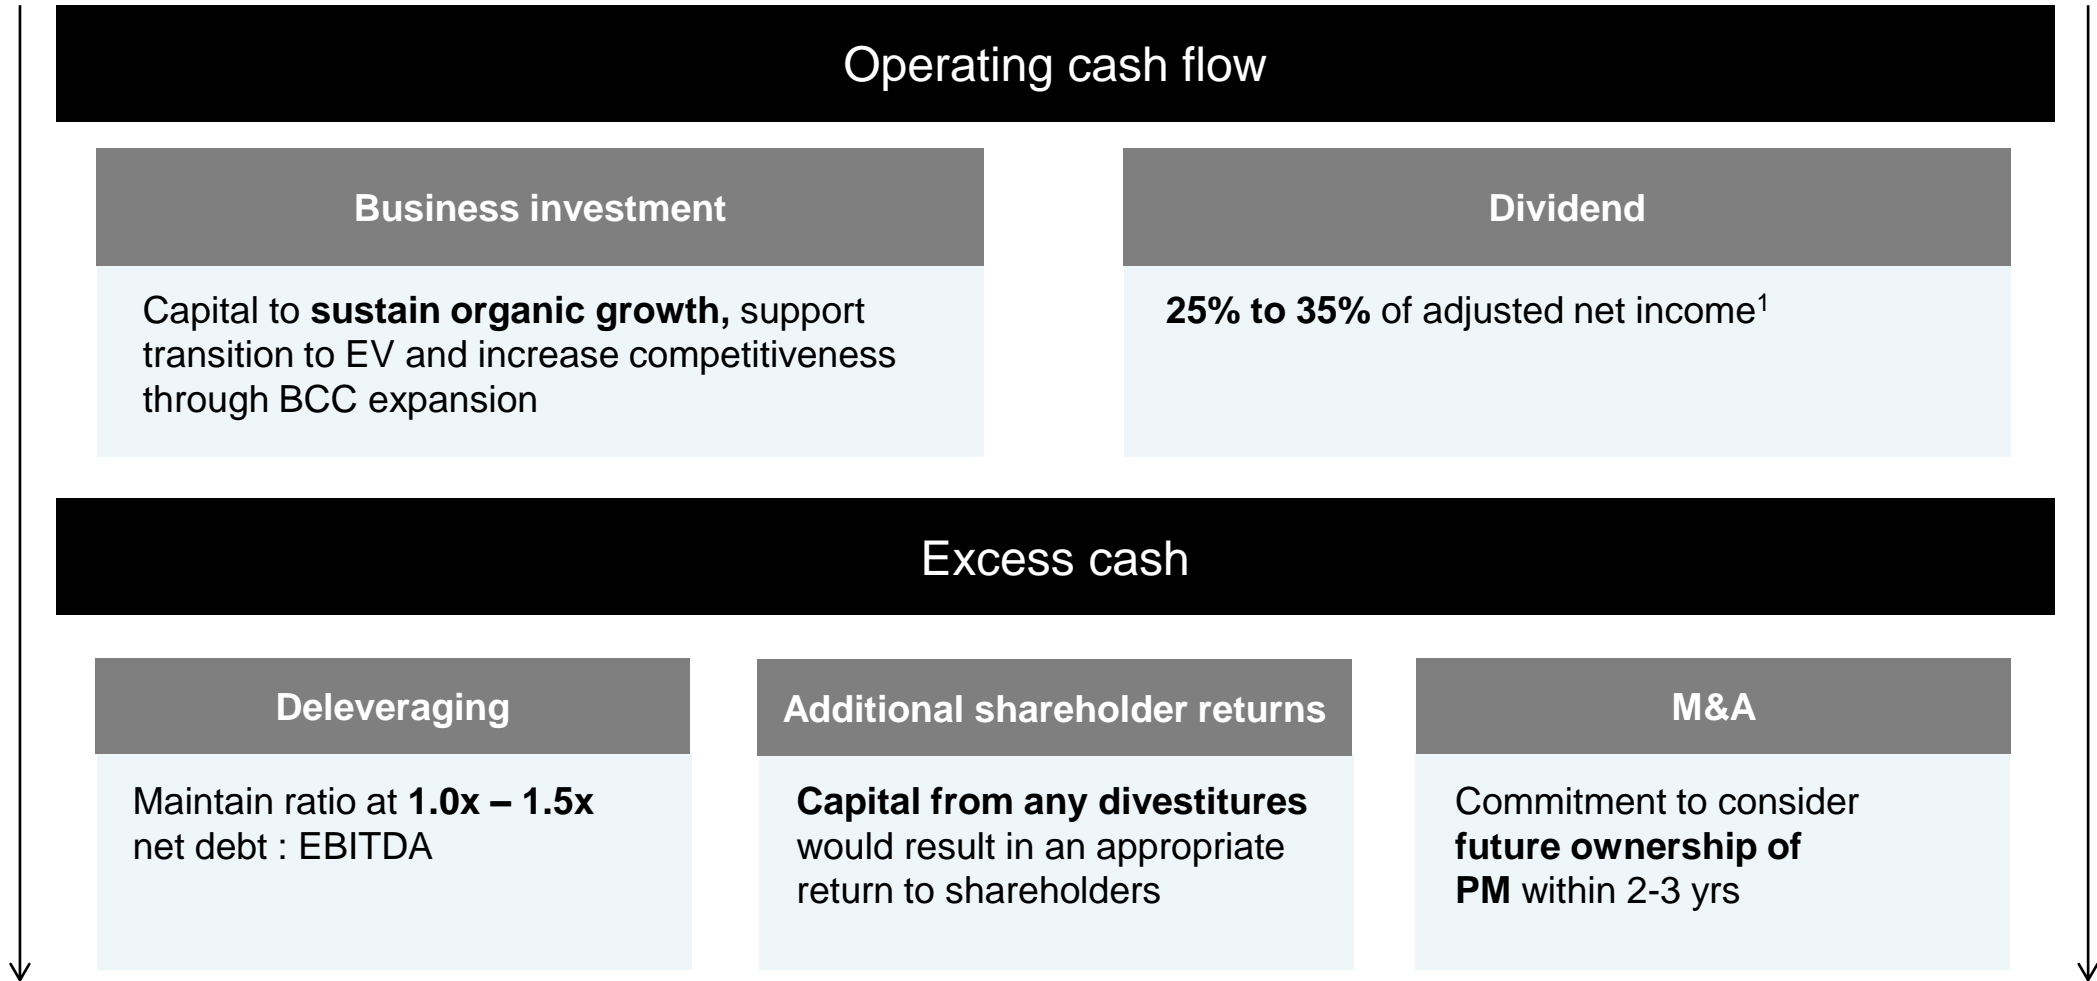 Operating cash flow
Business investment
Capital to sustain organic growth, support
transition to EV and increase competitiveness
through BCC expansion
Dividend
25% to 35% of adjusted net income¹
Excess cash
Deleveraging
Maintain ratio at 1.0x – 1.5x
net debt : EBITDA
Additional shareholder returns
Capital from any divestitures
would result in an appropriate
return to shareholders
M&A
Commitment to consider
future ownership of
PM within 2-3 yrs